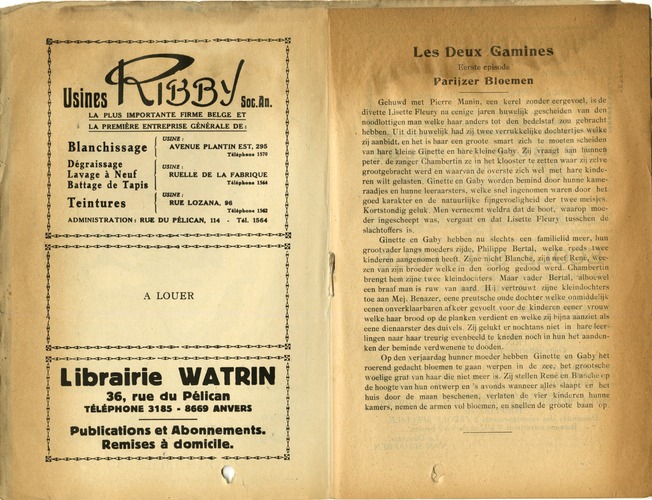 Usines RIBBY Soc. An.
LA PLUS IMPORTANTE FIRME BELGE ET
LA PREMIÈRE ENTREPRISE GÉNÉRALE DE :
Blanchissage
USINE :
AVENUE PLANTIN EST, 295
Téléphone 1570
Dégraissage
Lavage à Neuf
Battage de Tapis
USINE :
RUELLE DE LA FABRIQUE
Téléphone 1566
Teintures
USINE :
RUE LOZANA, 96
Téléphone 1562
ADMINISTRATION : RUE DU PÉLICAN, 114 - Tél. 1564
A LOUER
Librairie WATRIN
36, rue du Pélican
TÉLÉPHONE 3185 - 8669 ANVERS
Publications et Abonnements.
Remises à domicile.
Les Deux Gamines
Eerste episode
Parijzer Bloemen
Gehuwd met Pierre Manin, een kerel zonder eergevoel, is de
divette Lisette Fleury na eenige jaren huwelijk gescheiden van den
noodlottigen man welke haar anders tot den bedelstaf zou gebracht
hebben. Uit dit huwelijk had zij twee verrukkelijke dochtertjes welke
zij aanbidt, en het is haar een groote smart zich te moeten scheiden
van hare kleine Ginette en hare kleine Gaby. Zij vraagt aan hunnen
peter, de zanger Chambertin ze in het klooster te zetten waar zij zelve
grootgebracht werd en waarvan de overste zich wel met hare kinde-
ren wilt gelasten. Ginette en Gaby worden bemind door hunne kame-
raadjes en hunne leeraarsters, welke snel ingenomen waren door het
goed karakter en de natuurlijke fijngevoeligheid der twee meisjes.
Kortstondig geluk. Men verneemt weldra dat de boot, waarop moe-
der ingescheept was, vergaat en dat Lisette Fleury tusschen de
slachtoffers is.
Ginette en Gaby hebben nu slechts een familielid meer, hun
grootvader langs moeders zijde, Philippe Bertal, welke reeds twee
kinderen aangenomen heeft. Zijne nicht Blanche, zijn neef René, wee-
zen van zijn broeder welke in den oorlog gedood werd. Chambertin
brengt hem zijne twee kleindochters. Maar vader Bertal, alhoewel
een braaf man is ruw van aard. Hij vertrouwt zijne kleindochters
toe aan Mej. Benazer, eene preutsche oude dochter welke onmiddelijk
eenen onverklaarbaren afkeer gevoelt voor de kinderen eener vrouw
welke haar brood op de planken verdient en welke zij bijna aanziet als
eene dienaarster des duivels. Zij gelukt er nochtans niet in hare leer-
lingen naar haar treurig evenbeeld te kneden noch in hun het aanden-
ken der beminde verdwenene te dooden.
Op den verjaardag hunner moeder hebben Ginette en Gaby het
roerend gedacht bloemen te gaan werpen in de zee, het grootsche
woelige graf van haar die niet meer is. Zij stellen René en Blanche op
de hoogte van hun ontwerp en 's avonds wanneer alles slaapt en het
huis door de maan beschenen, verlaten de vier kinderen hunne
kamers, nemen de armen vol bloemen, en snellen de groote baan op